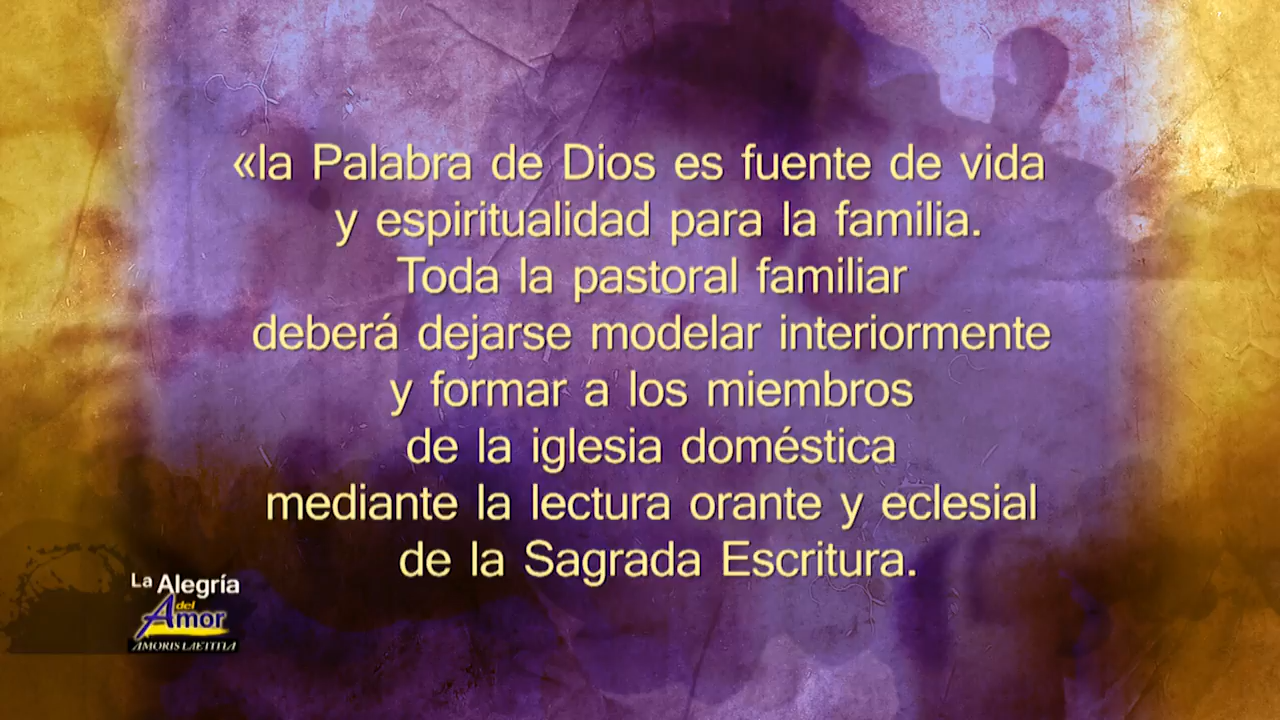 «la Palabra de Dios es fuente de vida
y espiritualidad para la familia.
Toda la pastoral familiar
deberá dejarse modelar interiormente
y formar a los miembros
de la iglesia doméstica
mediante la lectura orante y eclesial
de la Sagrada Escritura.
La Alegría
del
Amor
AMORIS LAETITIA